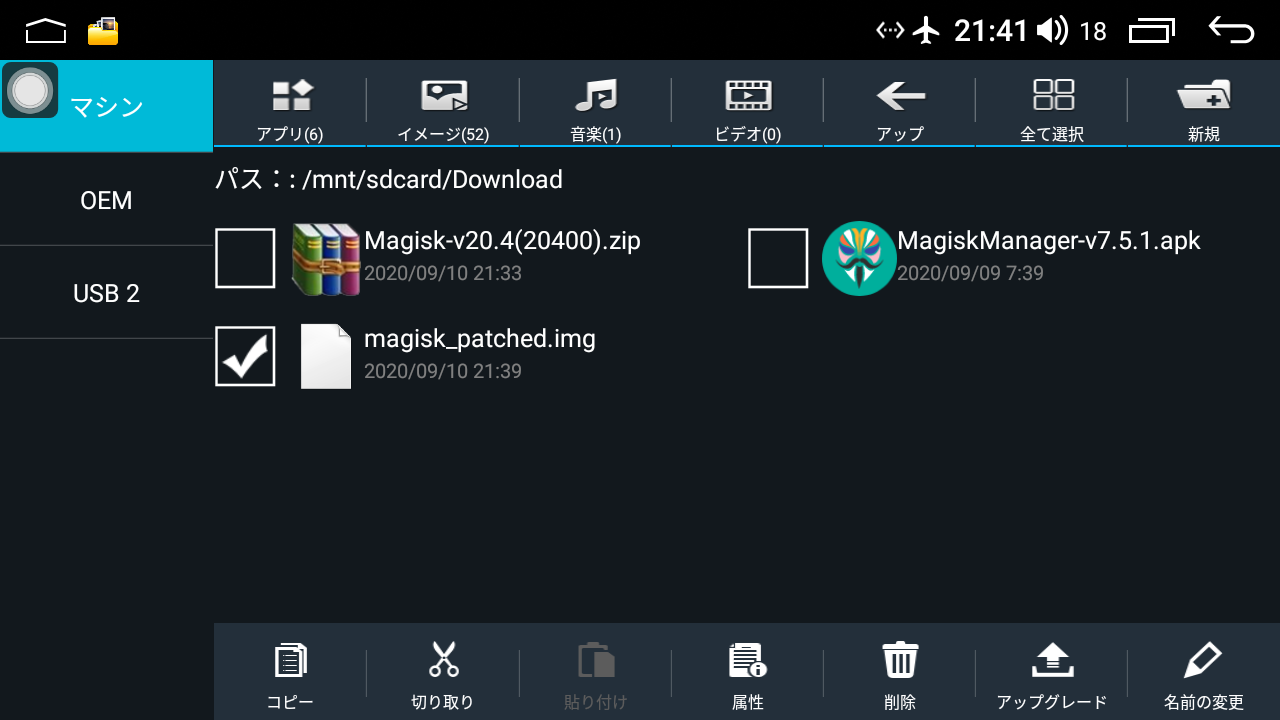 21:41 18
マシン
OEM
USB 2
アプリ(6)
イメージ(52)
音楽(1)
ビデオ(0)
アップ
全て選択
新規
パス：: /mnt/sdcard/Download
Magisk-v20.4(20400).zip
2020/09/10 21:33
MagiskManager-v7.5.1.apk
2020/09/09 7:39
magisk_patched.img
2020/09/10 21:39
コピー
切り取り
貼り付け
属性
削除
アップグレード
名前の変更